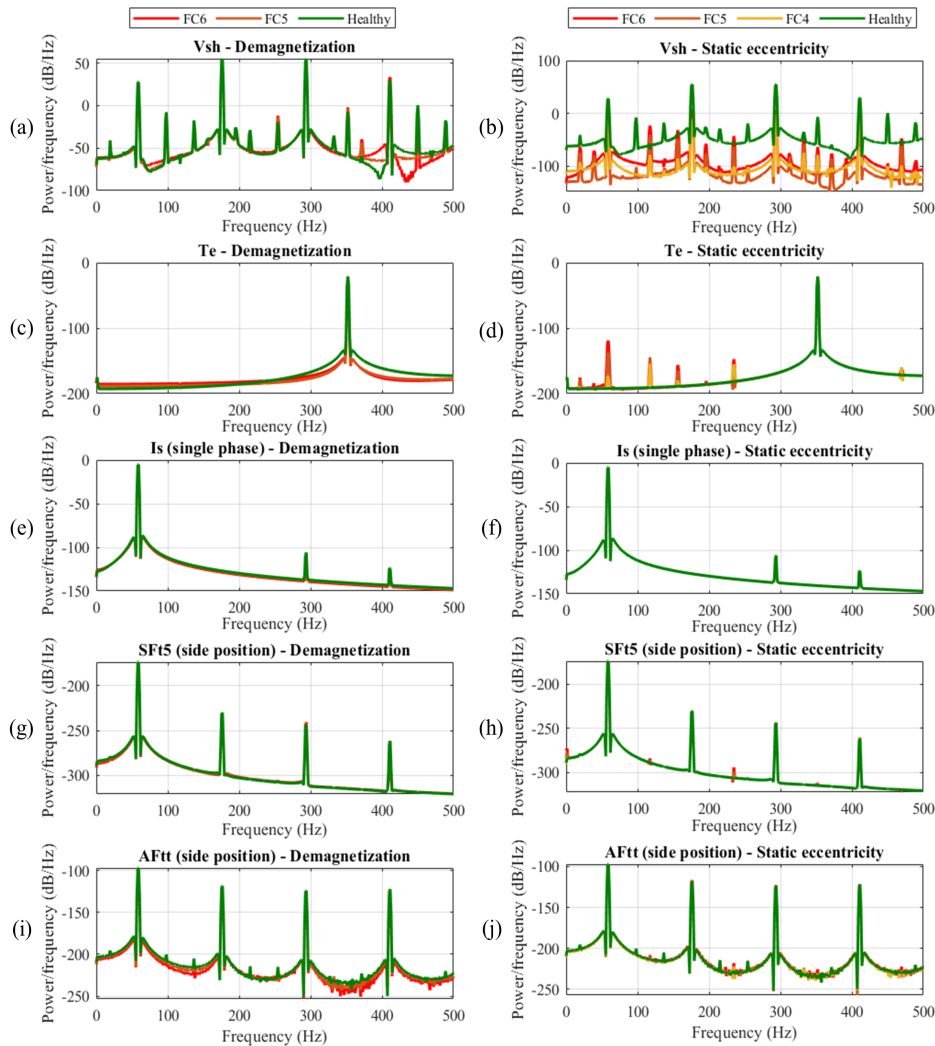 FC6 FC5 Healthy
FC6 FC5 FC4 Healthy
(a)
Vsh - Demagnetization
Power/frequency (dB/Hz)
50
0
-50
-100
0 100 200 300 400 500
Frequency (Hz)
(b)
Vsh - Static eccentricity
Power/frequency (dB/Hz)
100
0
-100
0 100 200 300 400 500
Frequency (Hz)
(c)
Te - Demagnetization
Power/frequency (dB/Hz)
0
-100
-200
0 100 200 300 400 500
Frequency (Hz)
(d)
Te - Static eccentricity
Power/frequency (dB/Hz)
0
-100
-200
0 100 200 300 400 500
Frequency (Hz)
(e)
Is (single phase) - Demagnetization
Power/frequency (dB/Hz)
0
-50
-100
-150
0 100 200 300 400 500
Frequency (Hz)
(f)
Is (single phase) - Static eccentricity
Power/frequency (dB/Hz)
0
-50
-100
-150
0 100 200 300 400 500
Frequency (Hz)
(g)
SFt5 (side position) - Demagnetization
Power/frequency (dB/Hz)
-200
-250
-300
0 100 200 300 400 500
Frequency (Hz)
(h)
SFt5 (side position) - Static eccentricity
Power/frequency (dB/Hz)
-200
-250
-300
0 100 200 300 400 500
Frequency (Hz)
(i)
AFtt (side position) - Demagnetization
Power/frequency (dB/Hz)
-100
-150
-200
-250
0 100 200 300 400 500
Frequency (Hz)
(j)
AFtt (side position) - Static eccentricity
Power/frequency (dB/Hz)
-100
-150
-200
-250
0 100 200 300 400 500
Frequency (Hz)